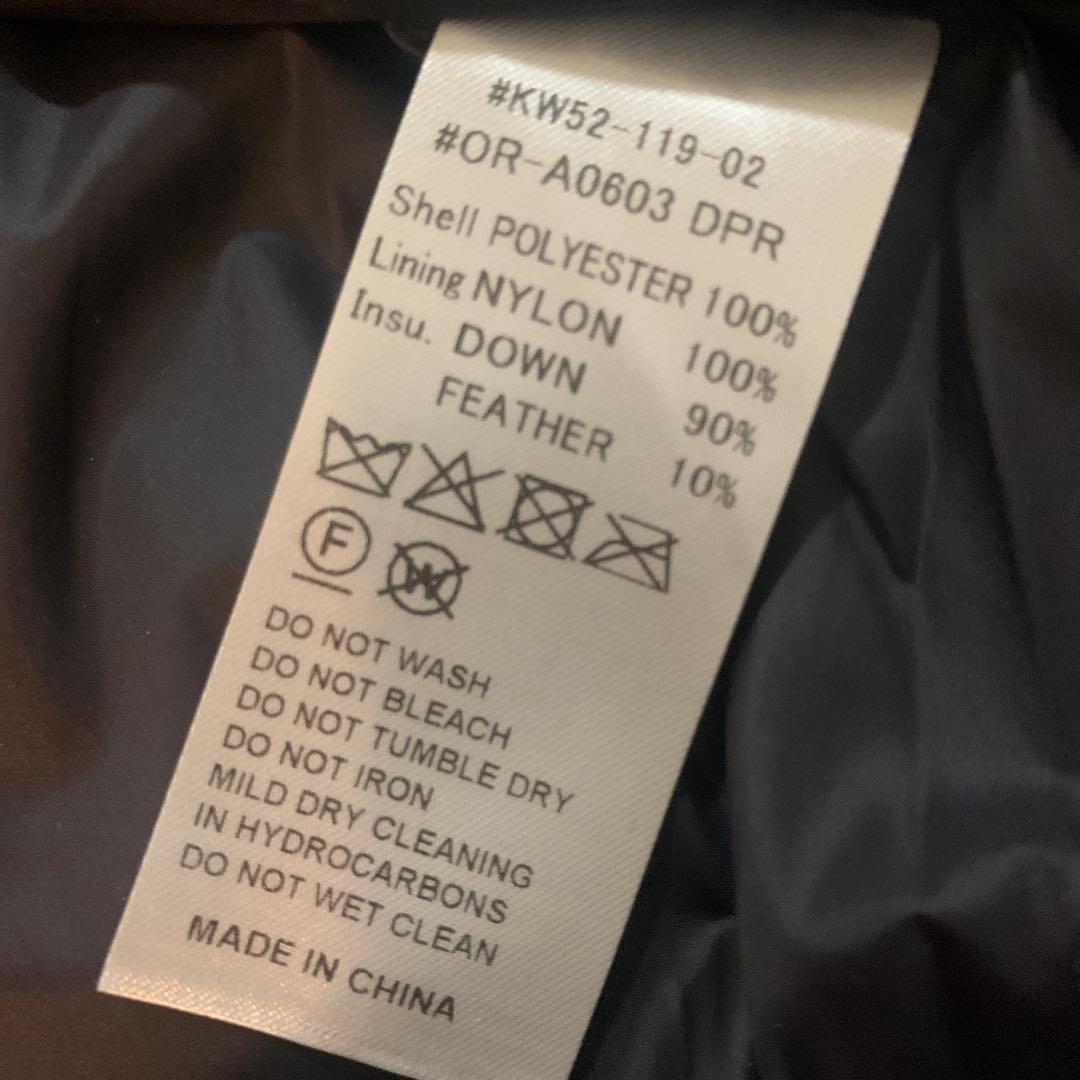 #KW52-119-02
#OR-A0603 DPR
Shell POLYESTER 100%
Lining NYLON 100%
Insu. DOWN 90%
FEATHER 10%
F W
DO NOT WASH
DO NOT BLEACH
DO NOT TUMBLE DRY
DO NOT IRON
MILD DRY CLEANING
IN HYDROCARBONS
DO NOT WET CLEAN
MADE IN CHINA